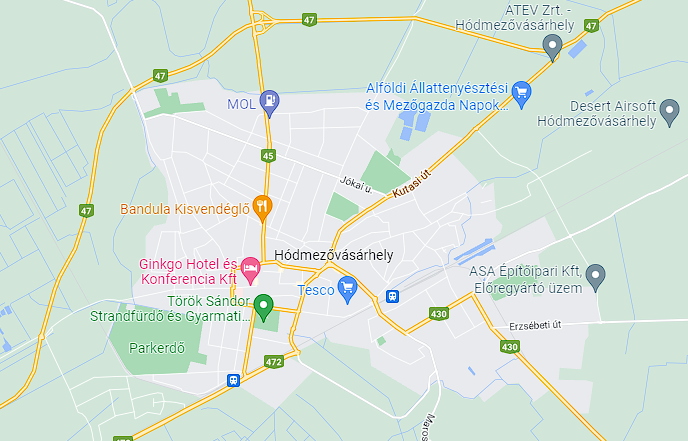 ATEV Zrt. -
Hódmezővásárhely
47
430
47
MOL
Alföldi Állattenyésztési
és Mezőgazda Napok...
Desert Airsoft
Hódmezővásárhely
45
Jókai u.
Kutasi út
47
Bandula Kisvendéglő
Hódmezővásárhely
Ginkgo Hotel és
Konferencia Kft
ASA Építőipari Kft,
Előregyártó üzem
Tesco
Török Sándor
Strandfürdő és Gyarmati...
430
Erzsébeti út
Parkerdő
430
472
Maros
472